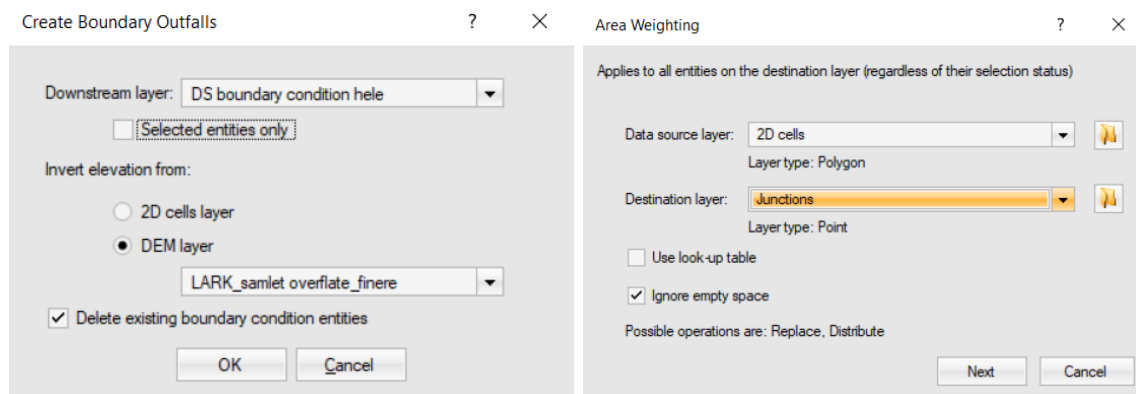 Create Boundary Outfalls ? ×
Downstream layer: DS boundary condition hele
Selected entities only
Invert elevation from:
2D cells layer
DEM layer
LARK_samlet overflate_finere
Delete existing boundary condition entities
OK Cancel
Area Weighting ? ×
Applies to all entities on the destination layer (regardless of their selection status)
Data source layer: 2D cells
Layer type: Polygon
Destination layer: Junctions
Layer type: Point
Use look-up table
Ignore empty space
Possible operations are: Replace, Distribute
Next Cancel